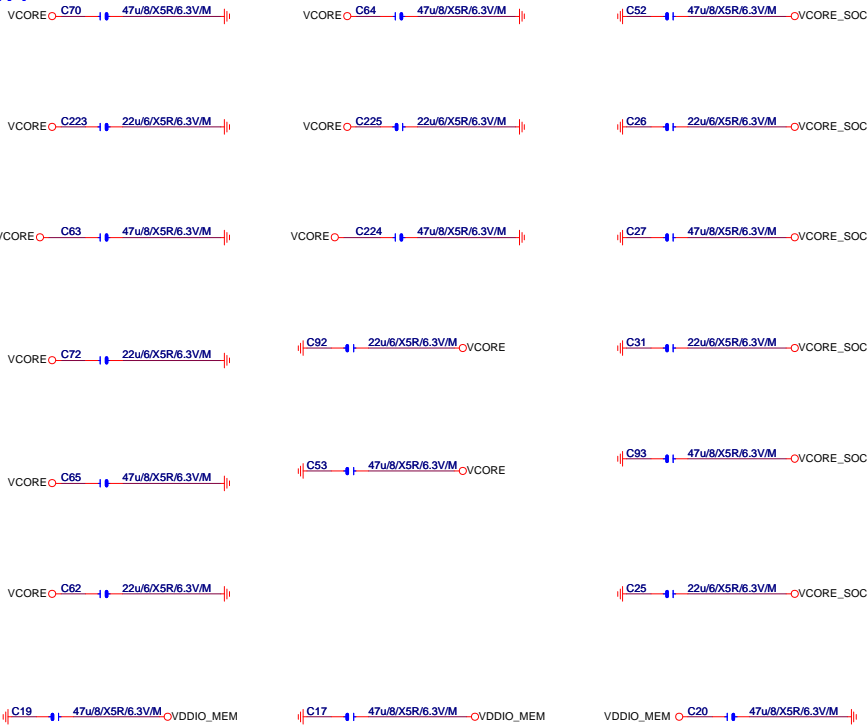 VCORE C70 47u/8/X5R/6.3V/M
VCORE C64 47u/8/X5R/6.3V/M
C52 47u/8/X5R/6.3V/M VCORE_SOC
VCORE C223 22u/6/X5R/6.3V/M
VCORE C225 22u/6/X5R/6.3V/M
C26 22u/6/X5R/6.3V/M VCORE_SOC
VCORE C63 47u/8/X5R/6.3V/M
VCORE C224 47u/8/X5R/6.3V/M
C27 47u/8/X5R/6.3V/M VCORE_SOC
VCORE C72 22u/6/X5R/6.3V/M
C92 22u/6/X5R/6.3V/M VCORE
C31 22u/6/X5R/6.3V/M VCORE_SOC
VCORE C65 47u/8/X5R/6.3V/M
C53 47u/8/X5R/6.3V/M VCORE
C93 47u/8/X5R/6.3V/M VCORE_SOC
VCORE C62 22u/6/X5R/6.3V/M
C25 22u/6/X5R/6.3V/M VCORE_SOC
C19 47u/8/X5R/6.3V/M VDDIO_MEM
C17 47u/8/X5R/6.3V/M VDDIO_MEM
VDDIO_MEM C20 47u/8/X5R/6.3V/M